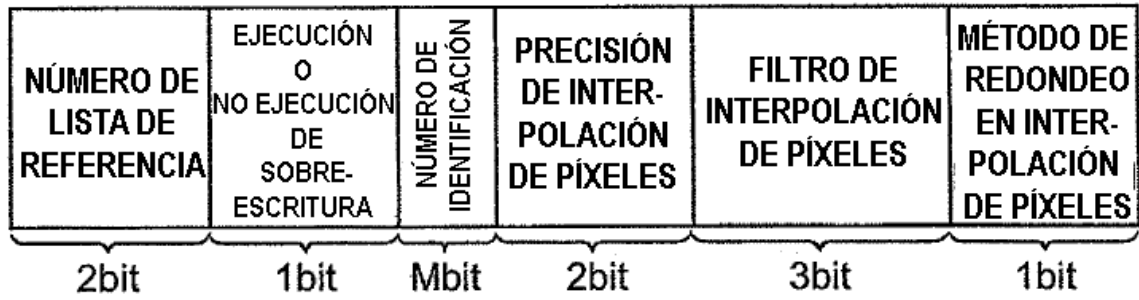 NÚMERO DE
LISTA DE
REFERENCIA
EJECUCIÓN
O
NO EJECUCIÓN
DE
SOBRE-
ESCRITURA
NÚMERO DE
IDENTIFICACIÓN
PRECISIÓN
DE INTER-
POLACIÓN
DE PÍXELES
FILTRO DE
INTERPOLACIÓN
DE PÍXELES
MÉTODO DE
REDONDEO
EN INTER-
POLACIÓN
DE PÍXELES
2bit
1bit
Mbit
2bit
3bit
1bit